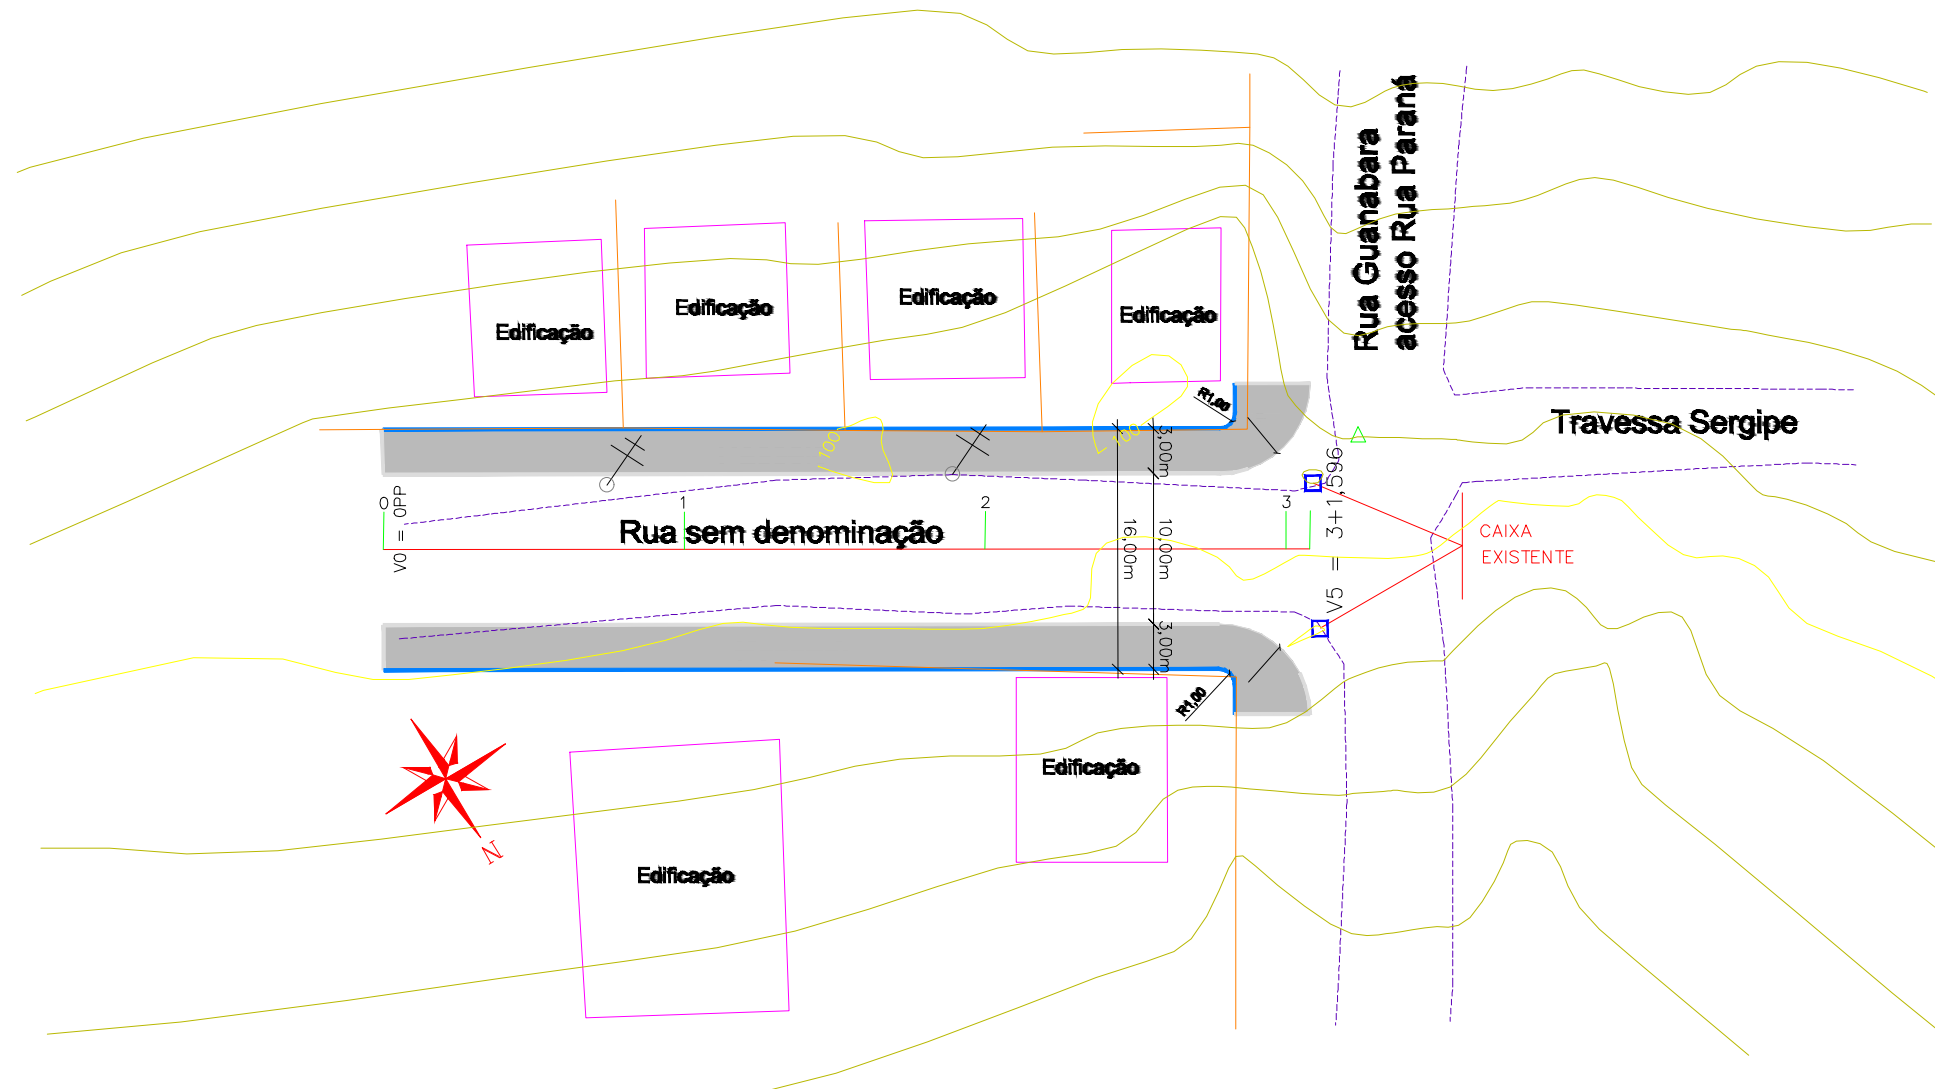 Rua Guanabara
acesso Rua Paraná
Edificação
Edificação
Edificação
Edificação
R1,00
Travessa Sergipe
100
100
3,00m
V0 = 0PP
0
1
2
3
Rua sem denominação
16,00m
10,00m
V5 = 3+1,596
CAIXA
EXISTENTE
3,00m
R1,00
Edificação
Edificação
N